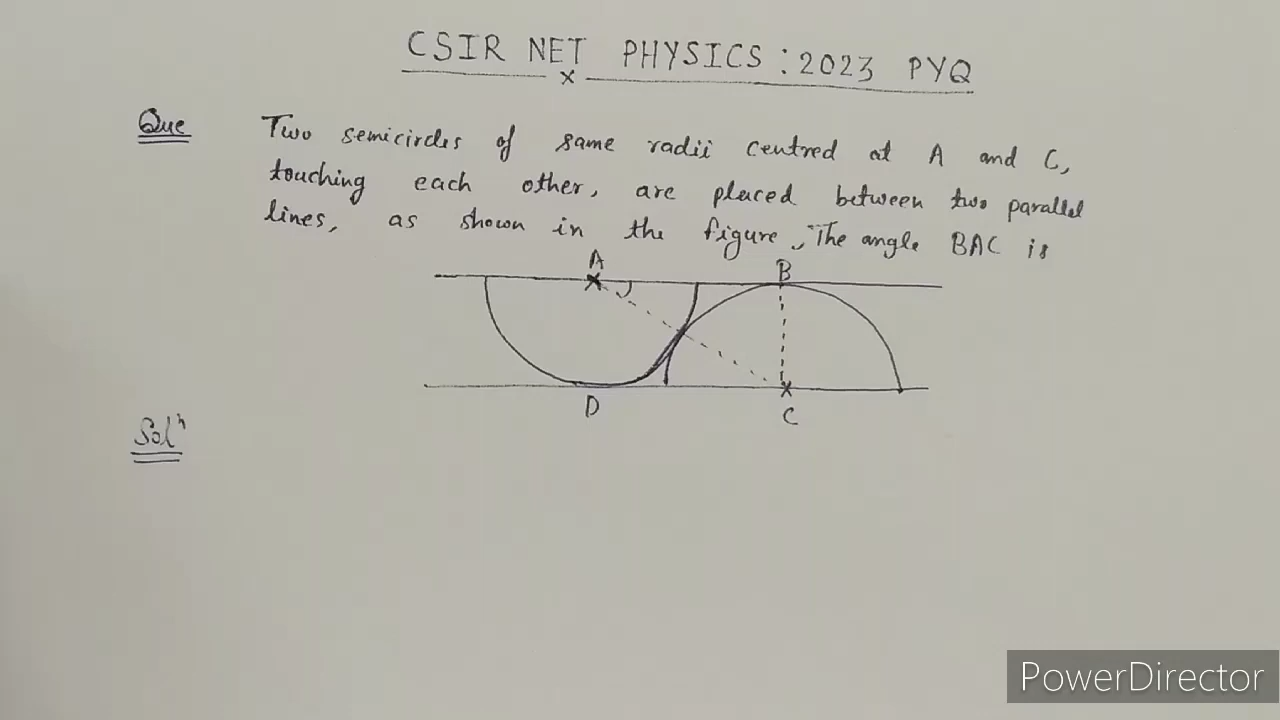 CSIR NET PHYSICS : 2023 PYQ
x
Que Two semicircles of same radii centred at A and C,
touching each other, are placed between two parallel
lines, as shown in the figure, The angle BAC is
A B
D C
Solⁿ
PowerDirector